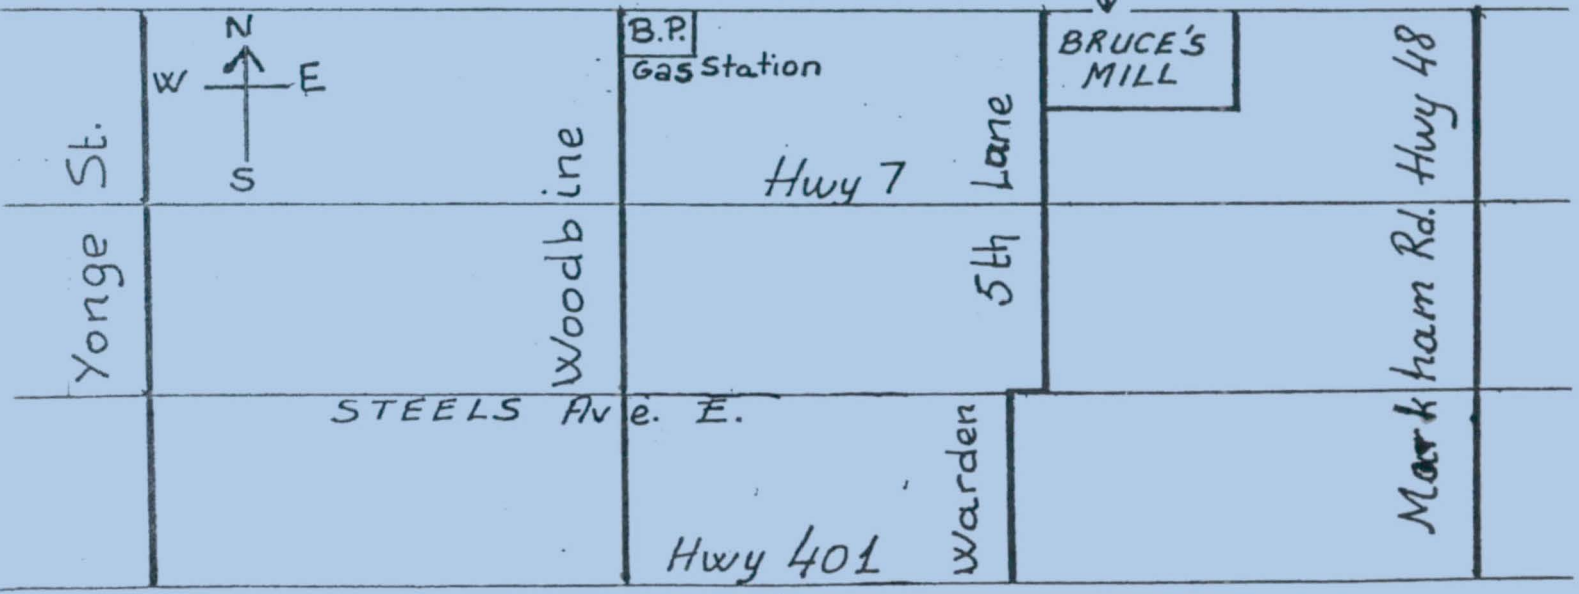 N
W E
S
B.P.
Gas Station
BRUCE'S
MILL
Yonge St.
Woodbine
Hwy 7
5th Lane
Markham Rd. Hwy 48
STEELS Ave. E.
Warden
Hwy 401